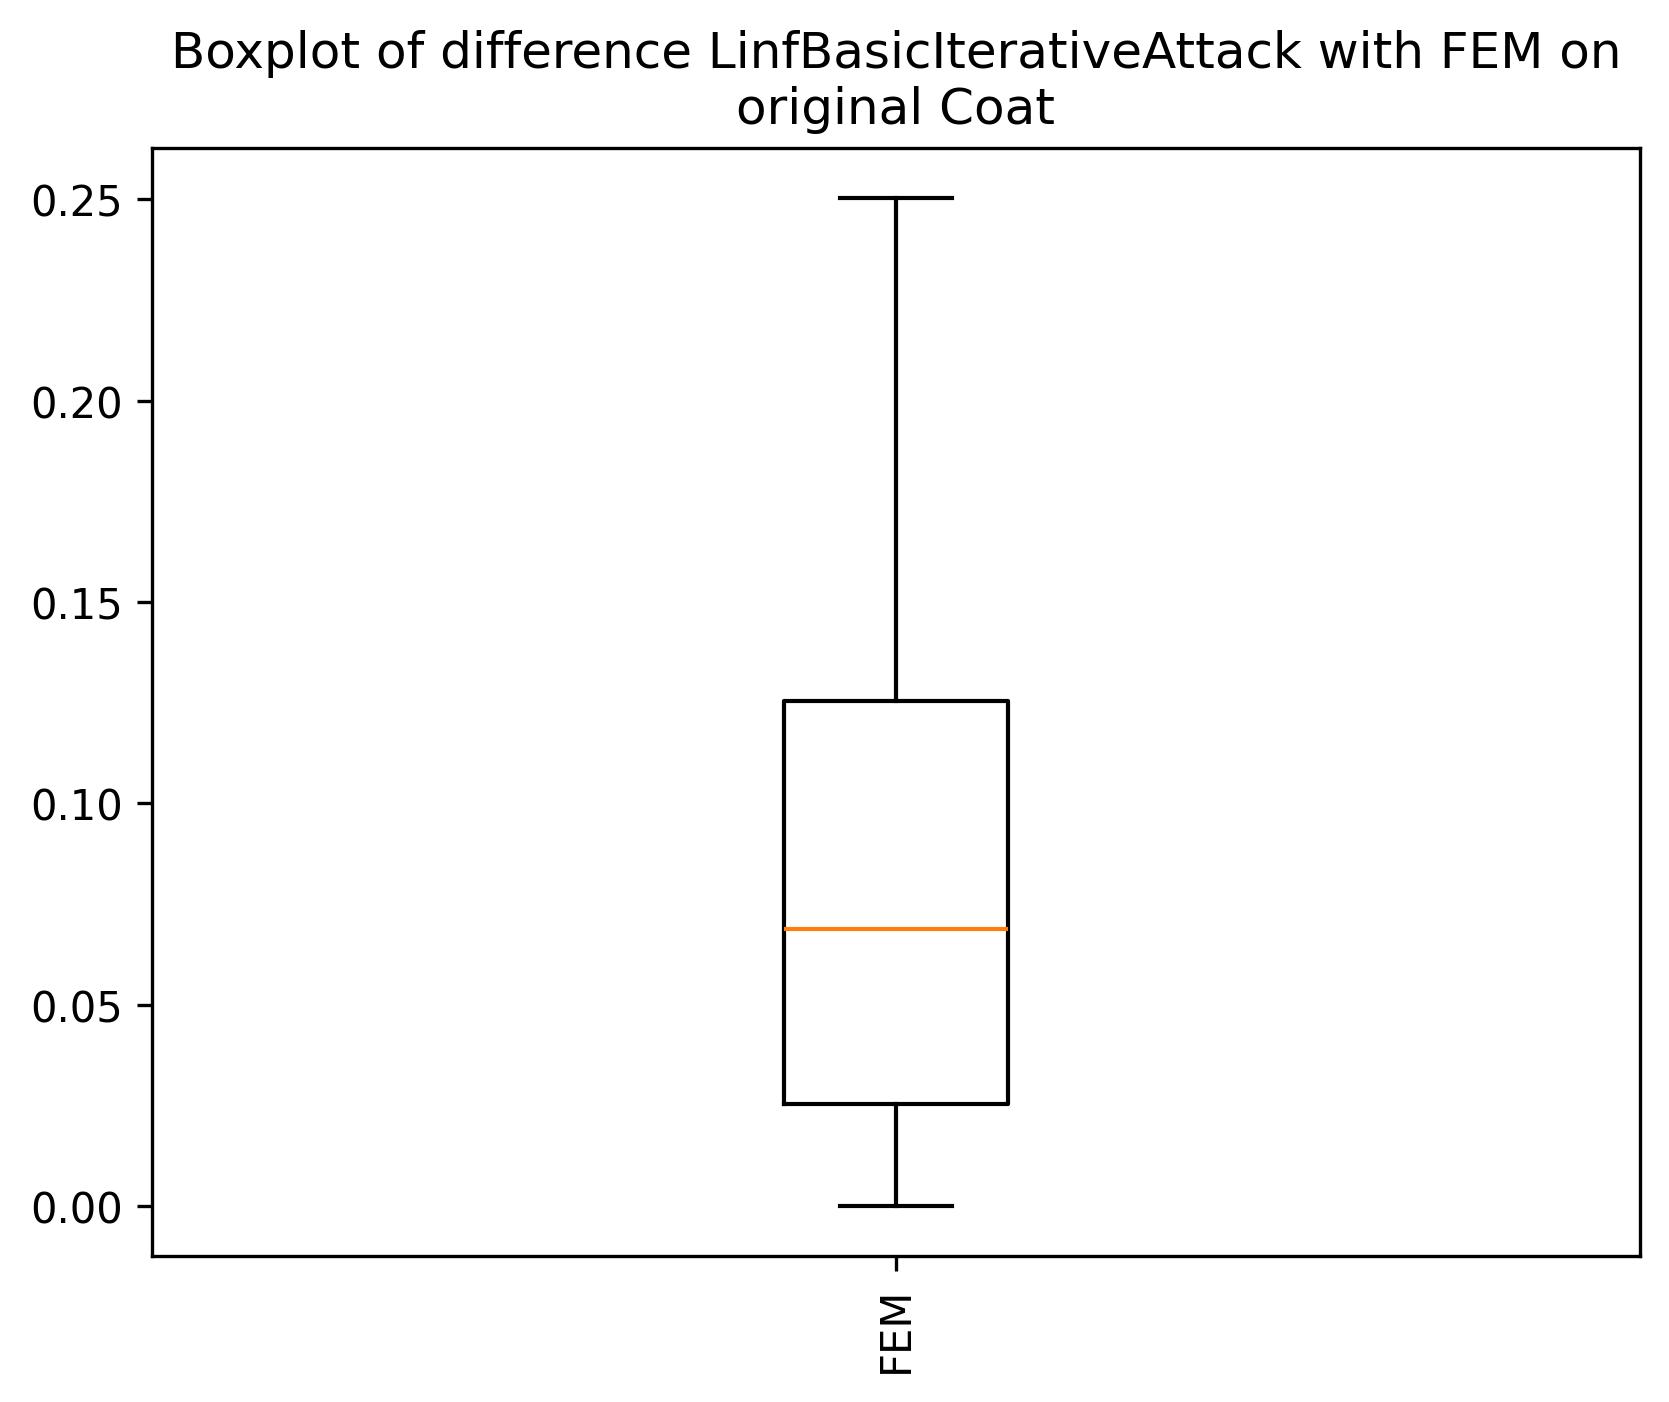 Boxplot of difference LinfBasicIterativeAttack with FEM on
original Coat
0.25
0.20
0.15
0.10
0.05
0.00
FEM